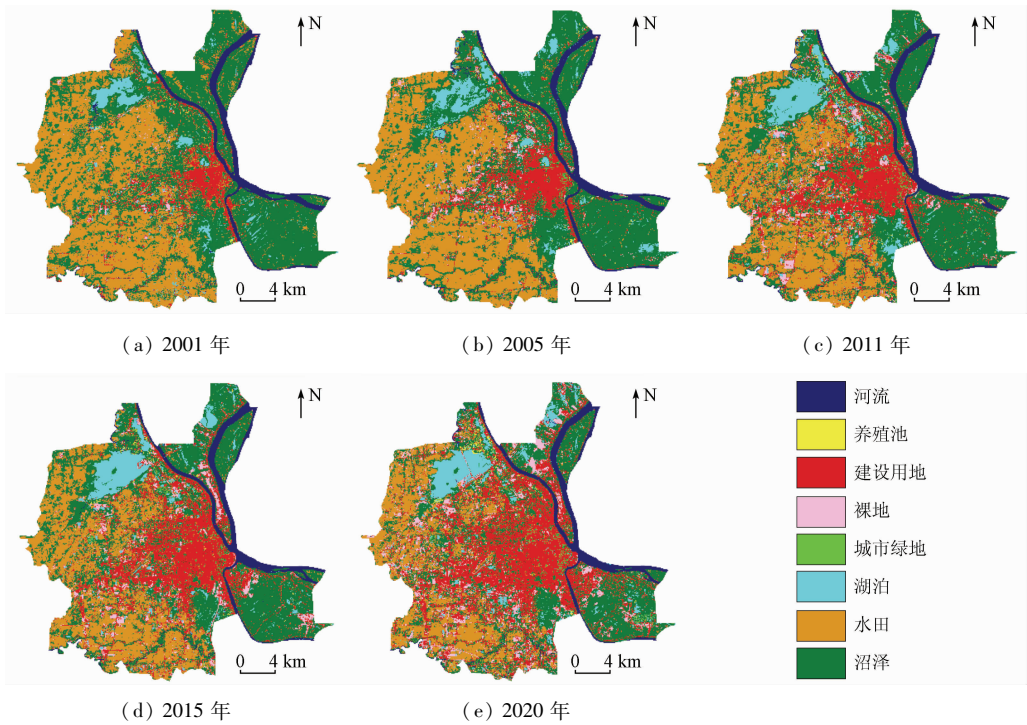 N
0 4 km
(a) 2001 年
N
0 4 km
(b) 2005 年
N
0 4 km
(c) 2011 年
N
0 4 km
(d) 2015 年
N
0 4 km
(e) 2020 年
河流
养殖池
建设用地
裸地
城市绿地
湖泊
水田
沼泽